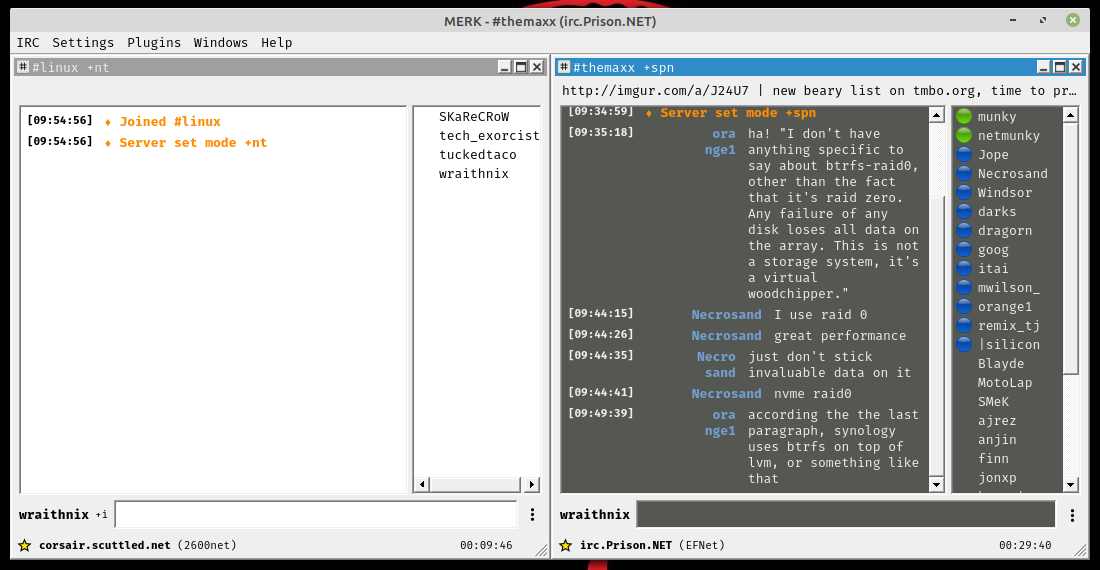 MERK - #themaxx (irc.Prison.NET)
IRC Settings Plugins Windows Help
#linux +nt
[09:54:56] ♦ Joined #linux
[09:54:56] ♦ Server set mode +nt
SKaReCRoW
tech_exorcist
tuckedtaco
wraithnix
wraithnix +i
corsair.scuttled.net (2600net) 00:09:46
#themaxx +spn
http://imgur.com/a/J24U7 | new beary list on tmbo.org, time to pr…
[09:34:59] ♦ Server set mode +spn
[09:35:18] ora ha! "I don't have
nge1 anything specific to
say about btrfs-raid0,
other than the fact
that it's raid zero.
Any failure of any
disk loses all data on
the array. This is not
a storage system, it's
a virtual
woodchipper."
[09:44:15] Necrosand I use raid 0
[09:44:26] Necrosand great performance
[09:44:35] Necro just don't stick
sand invaluable data on it
[09:44:41] Necrosand nvme raid0
[09:49:39] ora according the the last
nge1 paragraph, synology
uses btrfs on top of
lvm, or something like
that
munky
netmunky
Jope
Necrosand
Windsor
darks
dragorn
goog
itai
mwilson_
orange1
remix_tj
|silicon
Blayde
MotoLap
SMeK
ajrez
anjin
finn
jonxp
wraithnix
irc.Prison.NET (EFNet) 00:29:40